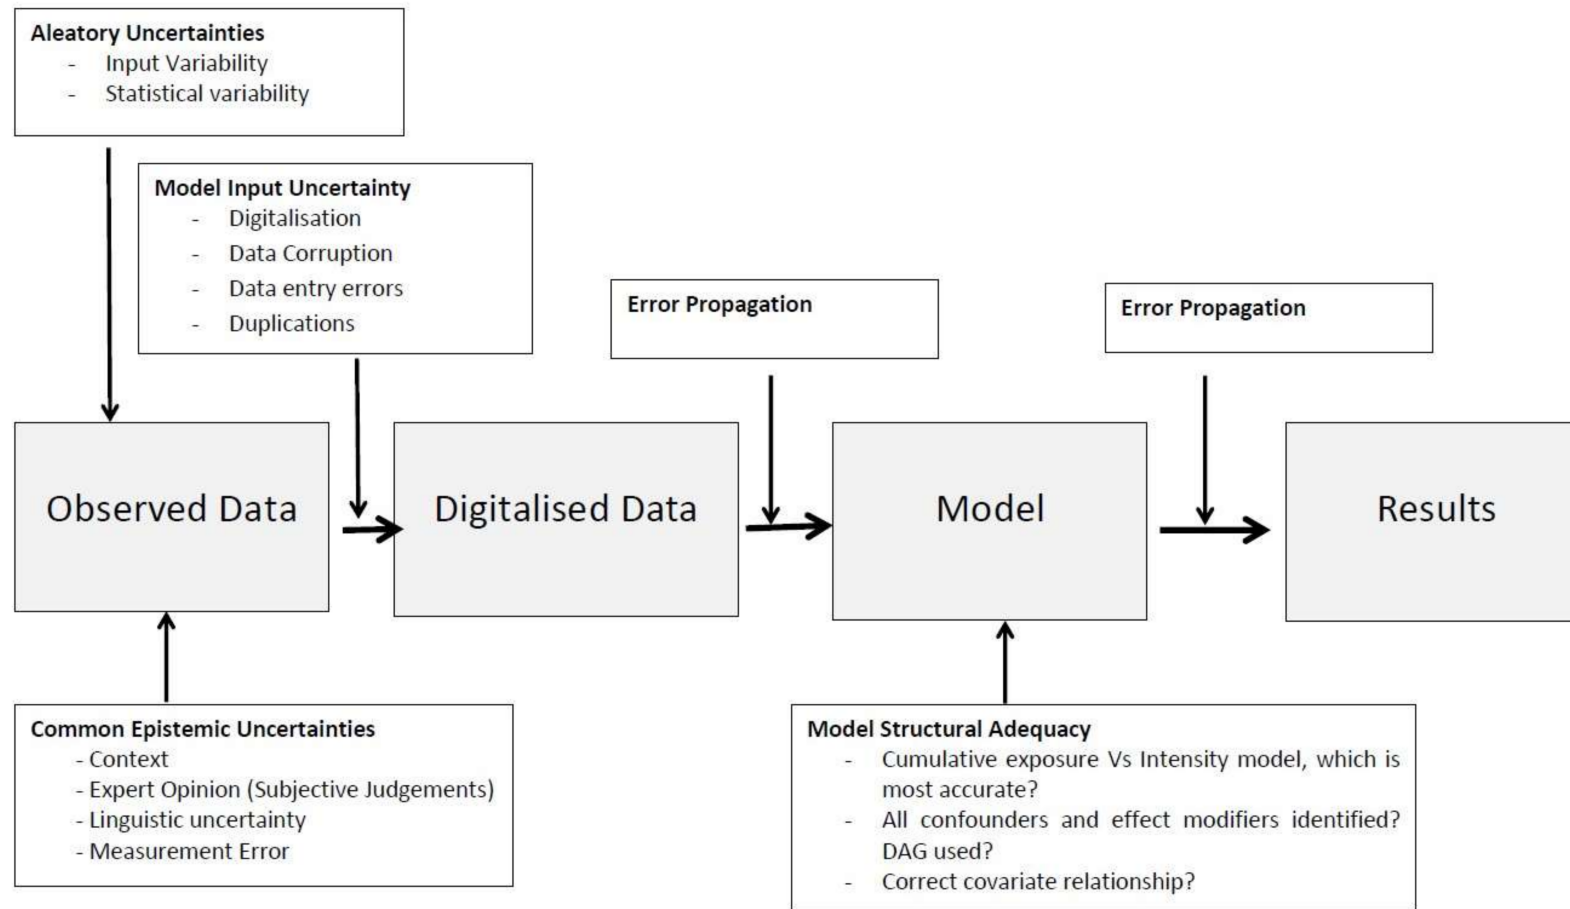 Aleatory Uncertainties
- Input Variability
- Statistical variability
Model Input Uncertainty
- Digitalisation
- Data Corruption
- Data entry errors
- Duplications
Error Propagation
Error Propagation
Observed Data
Digitalised Data
Model
Results
Common Epistemic Uncertainties
- Context
- Expert Opinion (Subjective Judgements)
- Linguistic uncertainty
- Measurement Error
Model Structural Adequacy
- Cumulative exposure Vs Intensity model, which is
most accurate?
- All confounders and effect modifiers identified?
DAG used?
- Correct covariate relationship?